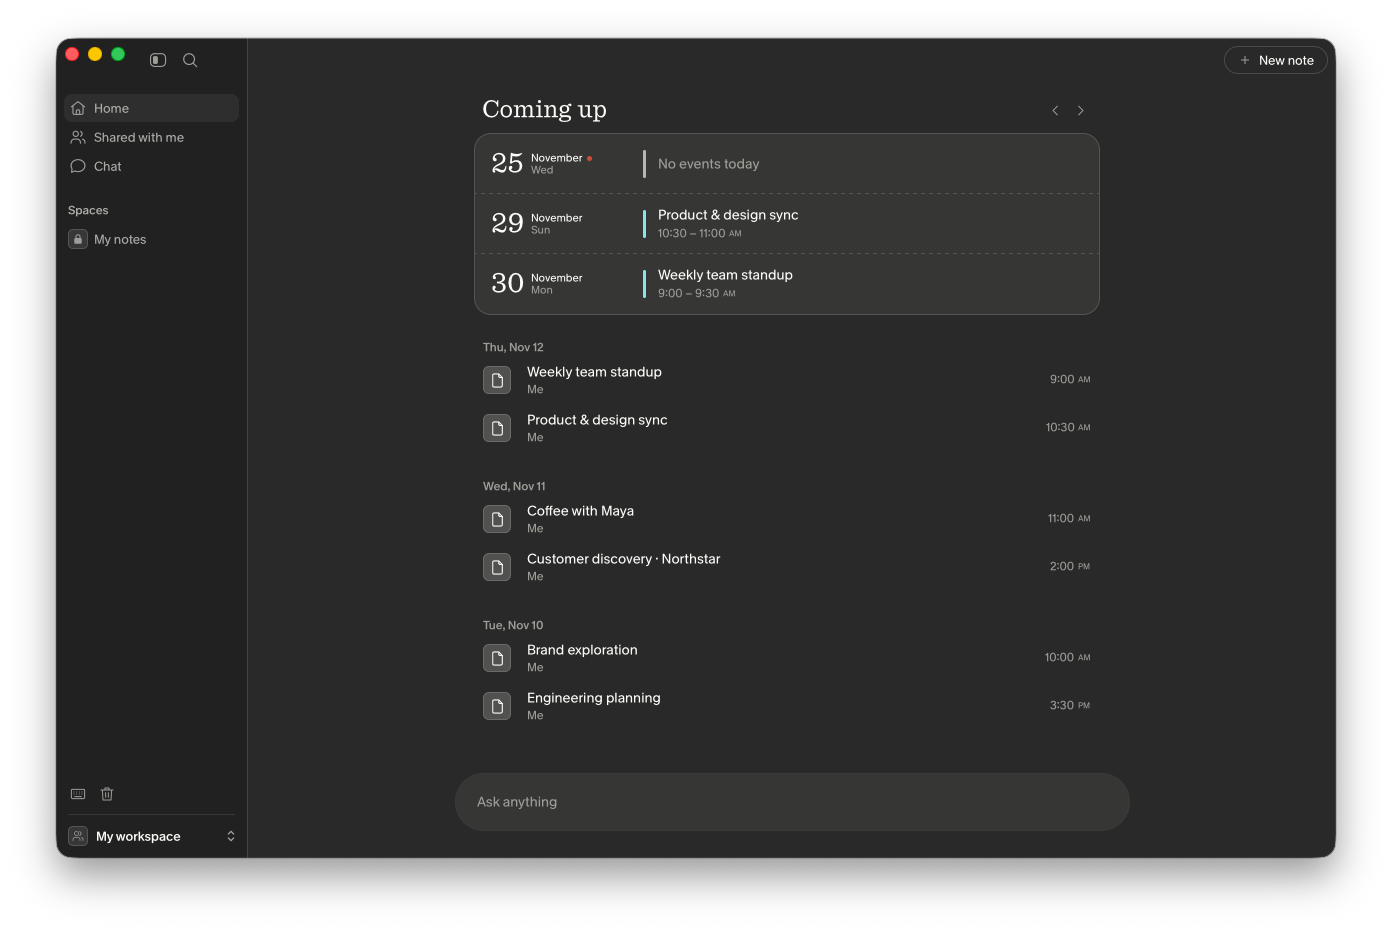 New note
Home
Shared with me
Chat
Spaces
My notes
My workspace
Coming up
25 November Wed
No events today
29 November Sun
Product & design sync
10:30 – 11:00 AM
30 November Mon
Weekly team standup
9:00 – 9:30 AM
Thu, Nov 12
Weekly team standup
Me
9:00 AM
Product & design sync
Me
10:30 AM
Wed, Nov 11
Coffee with Maya
Me
11:00 AM
Customer discovery · Northstar
Me
2:00 PM
Tue, Nov 10
Brand exploration
Me
10:00 AM
Engineering planning
Me
3:30 PM
Ask anything